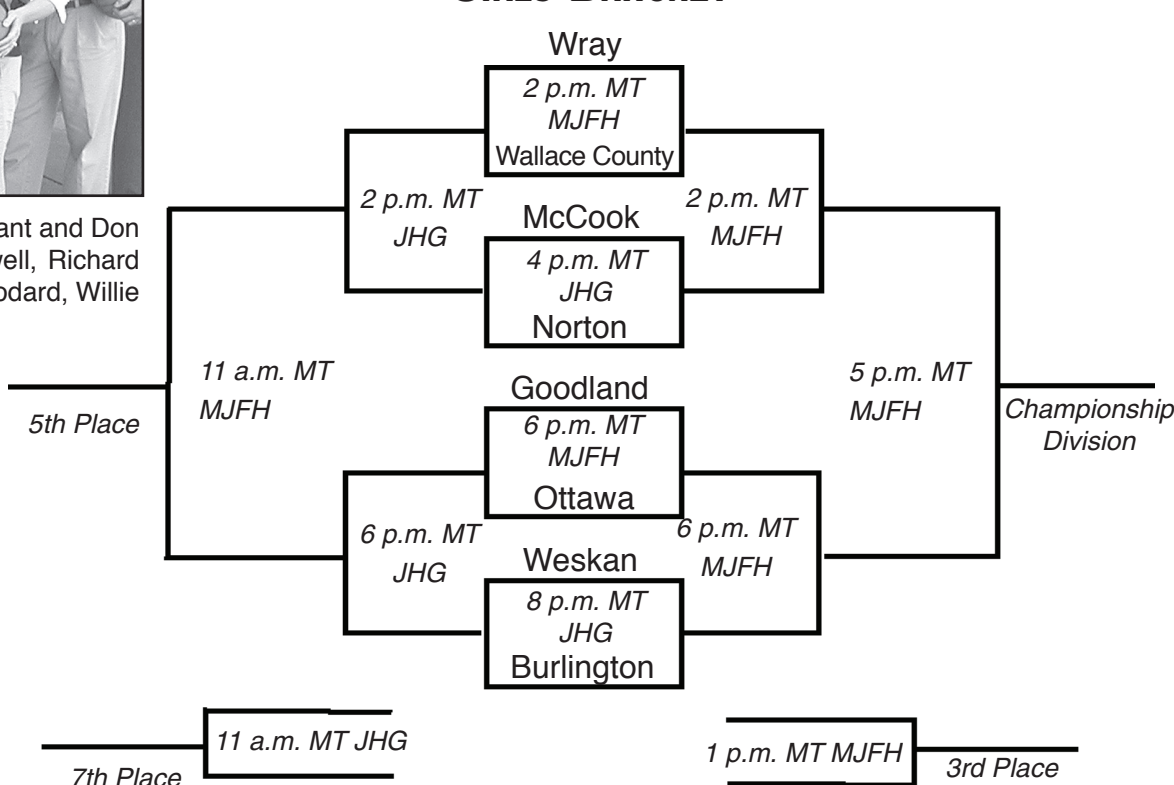 Wray
2 p.m. MT
MJFH
Wallace County
2 p.m. MT
JHG
McCook
2 p.m. MT
MJFH
4 p.m. MT
JHG
Norton
ant and Don
vell, Richard
odard, Willie
11 a.m. MT
MJFH
5th Place
Goodland
6 p.m. MT
MJFH
Ottawa
5 p.m. MT
MJFH
Championship
Division
6 p.m. MT
JHG
Weskan
6 p.m. MT
MJFH
8 p.m. MT
JHG
Burlington
11 a.m. MT JHG
7th Place
1 p.m. MT MJFH
3rd Place